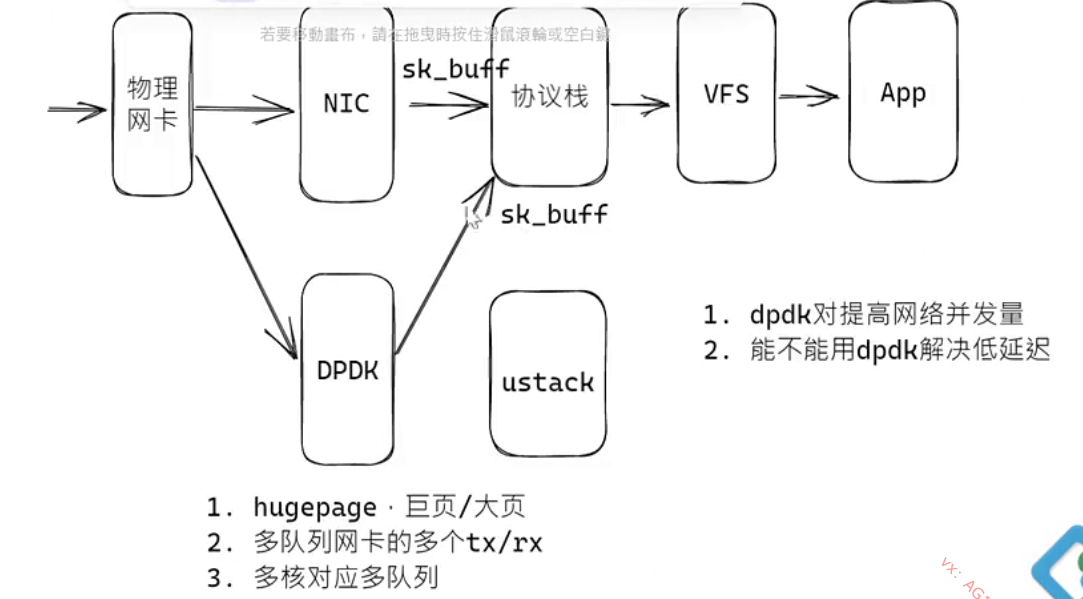 若要移動畫布，請在拖曳時按住滑鼠滾輪或空白鍵
物理
网卡
NIC
sk_buff
协议栈
VFS
App
sk_buff
DPDK
ustack
1. dpdk对提高网络并发量
2. 能不能用dpdk解决低延迟
1. hugepage · 巨页/大页
2. 多队列网卡的多个tx/rx
3. 多核对应多队列